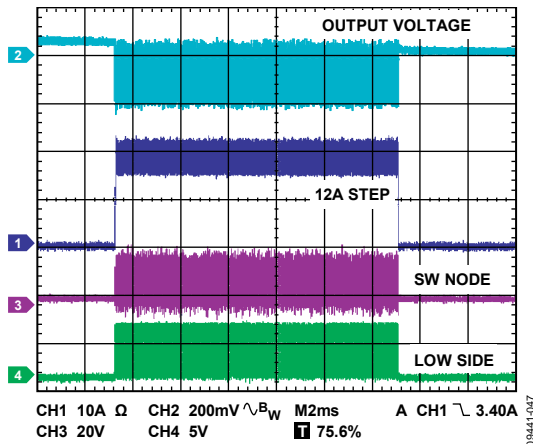 OUTPUT VOLTAGE
2
12A STEP
1
SW NODE
3
LOW SIDE
4
CH1 10A Ω CH2 200mV ∿BW M2ms A CH1 ⍀ 3.40A
CH3 20V CH4 5V T 75.6%
09441-047